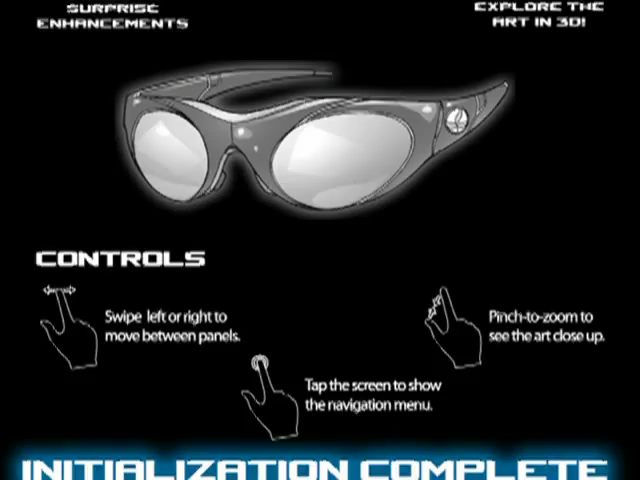 SURPRISE
ENHANCEMENTS
EXPLORE THE
ART IN 3D!
CONTROLS
Swipe left or right to
move between panels.
Pinch-to-zoom to
see the art close up.
Tap the screen to show
the navigation menu.
INITIALIZATION COMPLETE